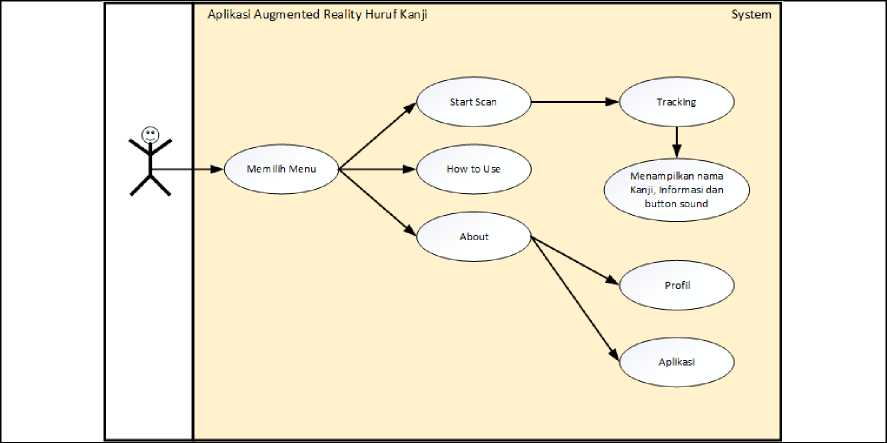 Aplikasi Augmented Reality Huruf Kanji
System
Start Scan
Tracking
Memilih Menu
How to Use
Menampilkan nama
Kanji, Informasi dan
button sound
About
Profil
Aplikasi